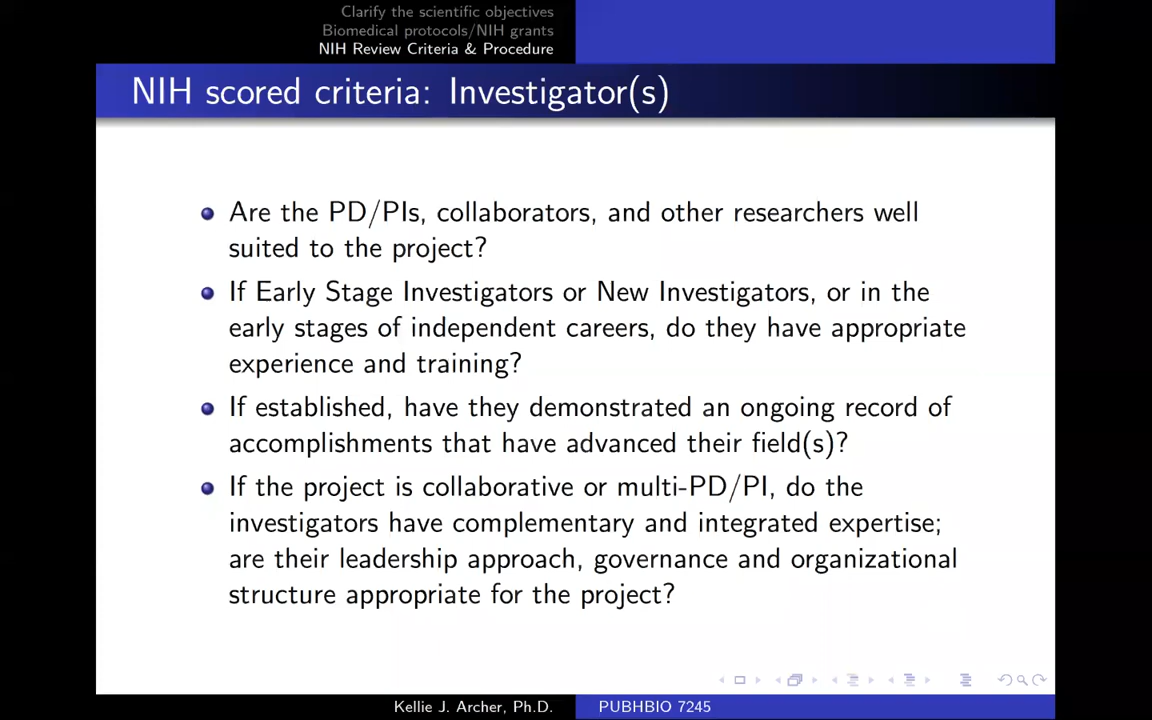 Clarify the scientific objectives
Biomedical protocols/NIH grants
NIH Review Criteria & Procedure
NIH scored criteria: Investigator(s)
Are the PD/PIs, collaborators, and other researchers well
suited to the project?
If Early Stage Investigators or New Investigators, or in the
early stages of independent careers, do they have appropriate
experience and training?
If established, have they demonstrated an ongoing record of
accomplishments that have advanced their field(s)?
If the project is collaborative or multi-PD/PI, do the
investigators have complementary and integrated expertise;
are their leadership approach, governance and organizational
structure appropriate for the project?
Kellie J. Archer, Ph.D.
PUBHBIO 7245